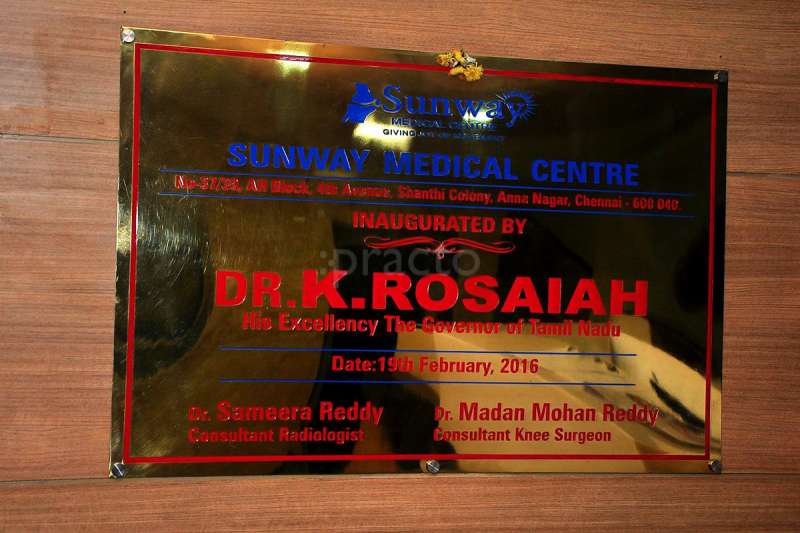 Sunway
MEDICAL CENTRE
SUNWAY MEDICAL CENTRE
AH Block, 4th Avenue, Shanthi Colony, Anna Nagar, Chennai - 600 040.
INAUGURATED BY
practo
DR.K.ROSAIAH
His Excellency The Governor of Tamil Nadu
Date:19th February, 2016
Dr. Sameera Reddy
Dr. Madan Mohan Reddy
Consultant Radiologist
Consultant Knee Surgeon